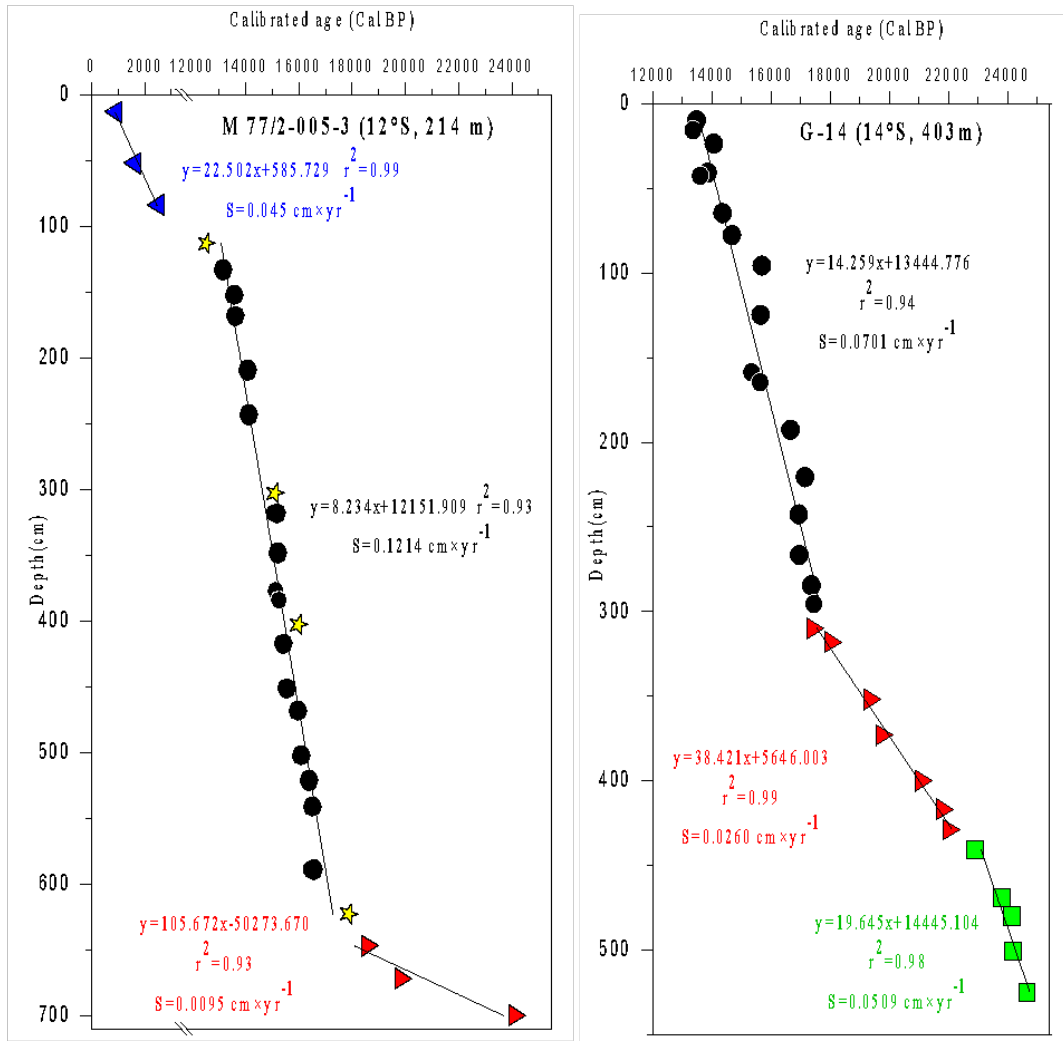 Calibrated age (Cal BP)
0 2000 12000 14000 16000 18000 20000 22000 24000
0
100
200
300
400
500
600
700
Depth(cm)
M 77/2-005-3 (12°S, 214 m)
y=22.502x+585.729 r²=0.99
S=0.045 cm×yr⁻¹
y=8.234x+12151.909 r²=0.93
S=0.1214 cm×yr⁻¹
y=105.672x-50273.670
r²=0.93
S=0.0095 cm×yr⁻¹
Calibrated age (Cal BP)
12000 14000 16000 18000 20000 22000 24000
0
100
200
300
400
500
Depth(cm)
G-14 (14°S, 403m)
y=14.259x+13444.776
r²=0.94
S=0.0701 cm×yr⁻¹
y=38.421x+5646.003
r²=0.99
S=0.0260 cm×yr⁻¹
y=19.645x+14445.104
r²=0.98
S=0.0509 cm×yr⁻¹